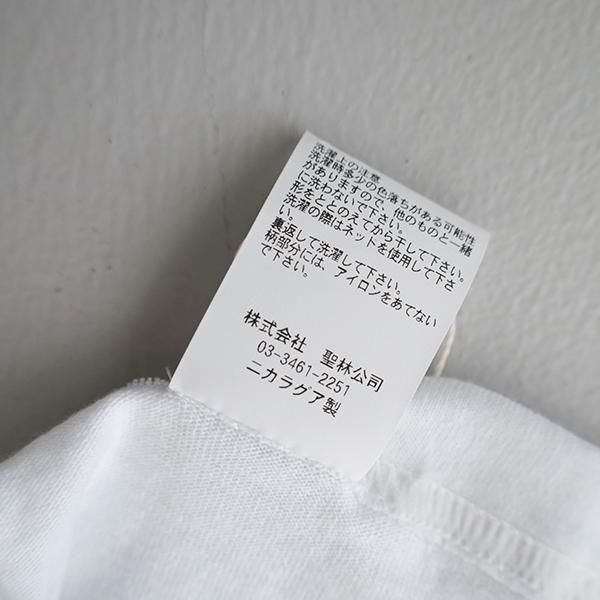 洗濯上の注意
洗濯時多少の色落ちがある可能性
がありますので、他のものと一緒
に洗わないで下さい。
形をととのえてから干して下さい。
洗濯の際はネットを使用して下さ
い。
裏返して洗濯して下さい。
柄部分には、アイロンをあてない
で下さい。
株式会社 聖林公司
03-3461-2251
ニカラグア製